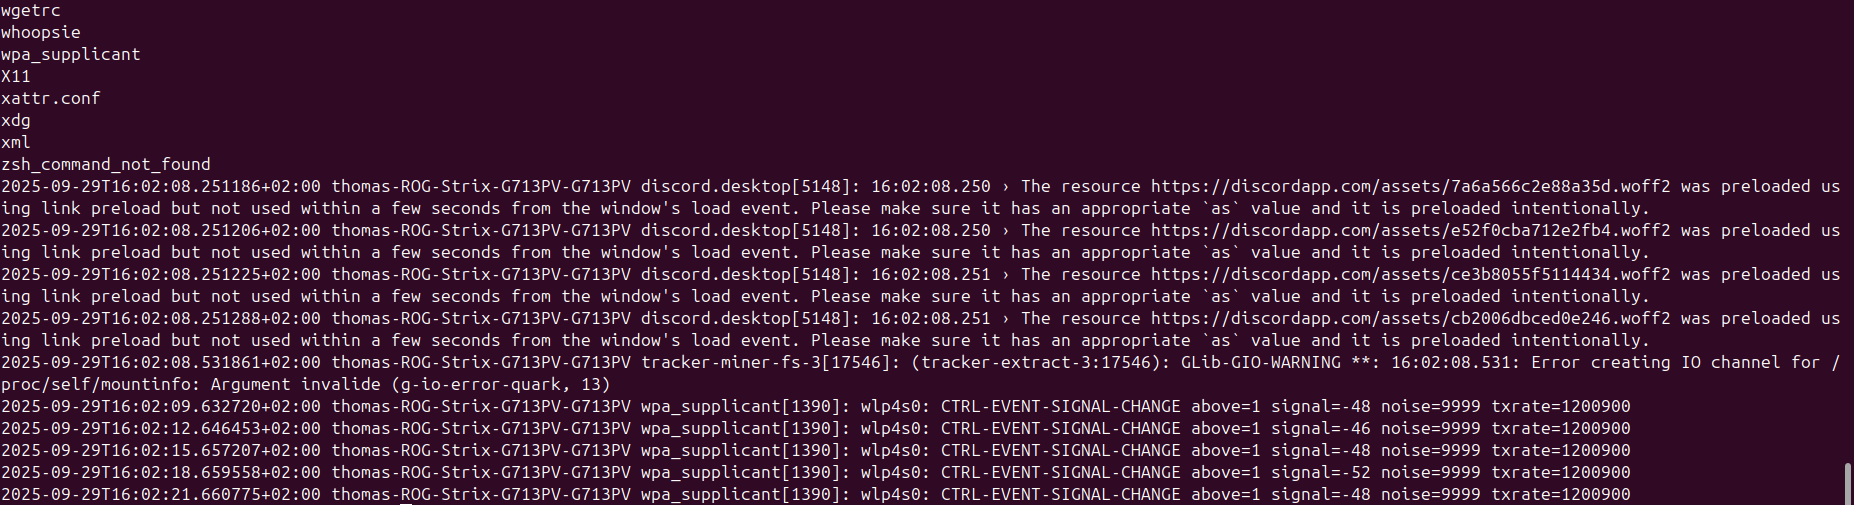 wgetrc
whoopsie
wpa_supplicant
X11
xattr.conf
xdg
xml
zsh_command_not_found
2025-09-29T16:02:08.251186+02:00 thomas-ROG-Strix-G713PV-G713PV discord.desktop[5148]: 16:02:08.250 › The resource https://discordapp.com/assets/7a6a566c2e88a35d.woff2 was preloaded us
ing link preload but not used within a few seconds from the window's load event. Please make sure it has an appropriate `as` value and it is preloaded intentionally.
2025-09-29T16:02:08.251206+02:00 thomas-ROG-Strix-G713PV-G713PV discord.desktop[5148]: 16:02:08.250 › The resource https://discordapp.com/assets/e52f0cba712e2fb4.woff2 was preloaded us
ing link preload but not used within a few seconds from the window's load event. Please make sure it has an appropriate `as` value and it is preloaded intentionally.
2025-09-29T16:02:08.251225+02:00 thomas-ROG-Strix-G713PV-G713PV discord.desktop[5148]: 16:02:08.251 › The resource https://discordapp.com/assets/ce3b8055f5114434.woff2 was preloaded us
ing link preload but not used within a few seconds from the window's load event. Please make sure it has an appropriate `as` value and it is preloaded intentionally.
2025-09-29T16:02:08.251288+02:00 thomas-ROG-Strix-G713PV-G713PV discord.desktop[5148]: 16:02:08.251 › The resource https://discordapp.com/assets/cb2006dbced0e246.woff2 was preloaded us
ing link preload but not used within a few seconds from the window's load event. Please make sure it has an appropriate `as` value and it is preloaded intentionally.
2025-09-29T16:02:08.531861+02:00 thomas-ROG-Strix-G713PV-G713PV tracker-miner-fs-3[17546]: (tracker-extract-3:17546): GLib-GIO-WARNING **: 16:02:08.531: Error creating IO channel for /
proc/self/mountinfo: Argument invalide (g-io-error-quark, 13)
2025-09-29T16:02:09.632720+02:00 thomas-ROG-Strix-G713PV-G713PV wpa_supplicant[1390]: wlp4s0: CTRL-EVENT-SIGNAL-CHANGE above=1 signal=-48 noise=9999 txrate=1200900
2025-09-29T16:02:12.646453+02:00 thomas-ROG-Strix-G713PV-G713PV wpa_supplicant[1390]: wlp4s0: CTRL-EVENT-SIGNAL-CHANGE above=1 signal=-46 noise=9999 txrate=1200900
2025-09-29T16:02:15.657207+02:00 thomas-ROG-Strix-G713PV-G713PV wpa_supplicant[1390]: wlp4s0: CTRL-EVENT-SIGNAL-CHANGE above=1 signal=-48 noise=9999 txrate=1200900
2025-09-29T16:02:18.659558+02:00 thomas-ROG-Strix-G713PV-G713PV wpa_supplicant[1390]: wlp4s0: CTRL-EVENT-SIGNAL-CHANGE above=1 signal=-52 noise=9999 txrate=1200900
2025-09-29T16:02:21.660775+02:00 thomas-ROG-Strix-G713PV-G713PV wpa_supplicant[1390]: wlp4s0: CTRL-EVENT-SIGNAL-CHANGE above=1 signal=-48 noise=9999 txrate=1200900